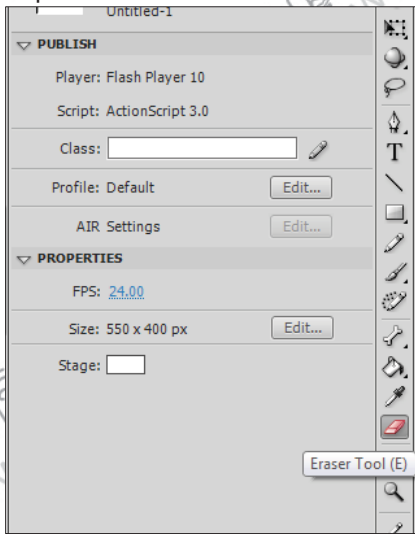 Untitled-1
PUBLISH
Player: Flash Player 10
Script: ActionScript 3.0
Class:
Profile: Default Edit...
AIR Settings Edit...
PROPERTIES
FPS: 24.00
Size: 550 x 400 px Edit...
Stage:
T
Eraser Tool (E)